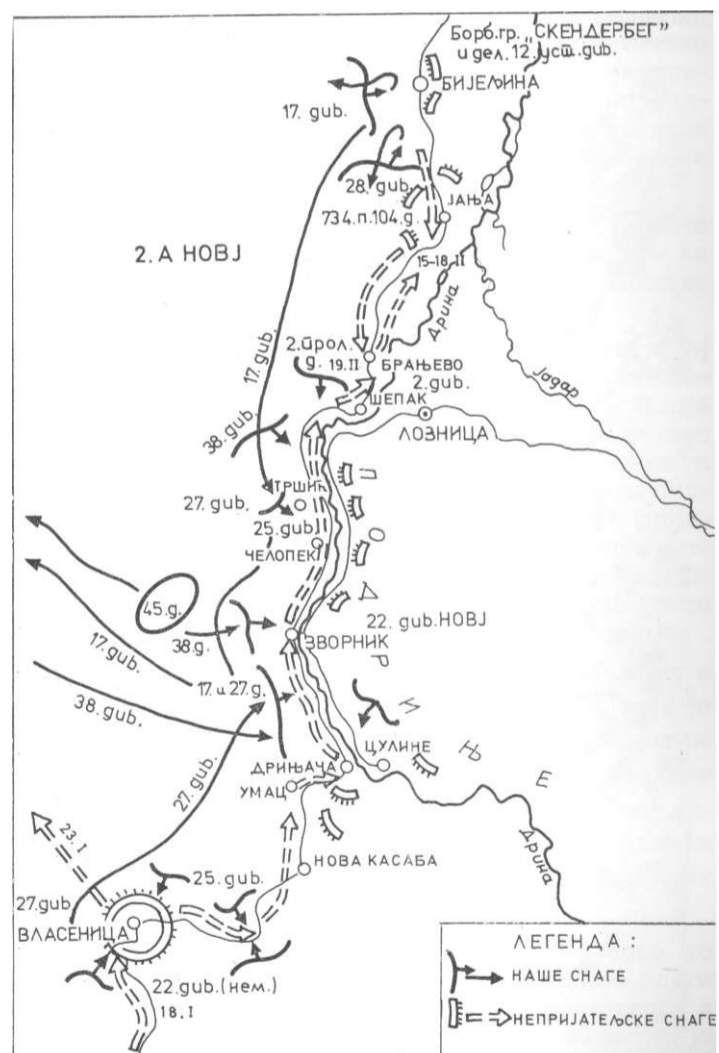 Борб.гр. „СКЕНДЕРБЕГ"
и дел. 12. уст. див.
БИЈЕЉИНА
17. див.
28. див.
734. п. 104. д.
ЈАЊА
2. А НОВЈ
15-18. II
Дрина
17. див.
2. прол.
д. 19. II
БРАЊЕВО
2. див.
ШЕПАК
Јадар
ЛОЗНИЦА
38. див.
ТРШИЋ
27. див.
25. див.
ЧЕЛОПЕК
45. д.
38. д.
22. див. НОВЈ
ЗВОРНИК
17. див.
17. и 27. д.
38. див.
ПОДРИЊЕ
ЦУЛИНЕ
ДРИЊАЧА
УМАЦ
27. див.
Дрина
23. I
НОВА КАСАБА
25. див.
27. див
ВЛАСЕНИЦА
22. див. (нем.)
18. I
ЛЕГЕНДА:
НАШЕ СНАГЕ
НЕПРИЈАТЕЉСКЕ СНАГЕ